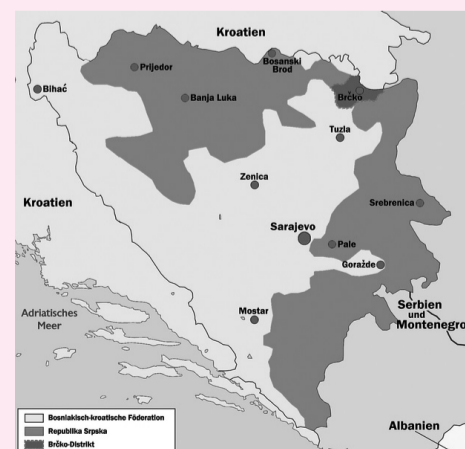 Kroatien
Bosanski
Brod
Prijedor
Bihać
Banja Luka
Brčko
Tuzla
Zenica
Kroatien
Srebrenica
Sarajevo
Pale
Goražde
Adriatisches
Meer
Mostar
Serbien
und
Montenegro
Albanien
Bosniakisch-kroatische Föderation
Republika Srpska
Brčko-Distrikt